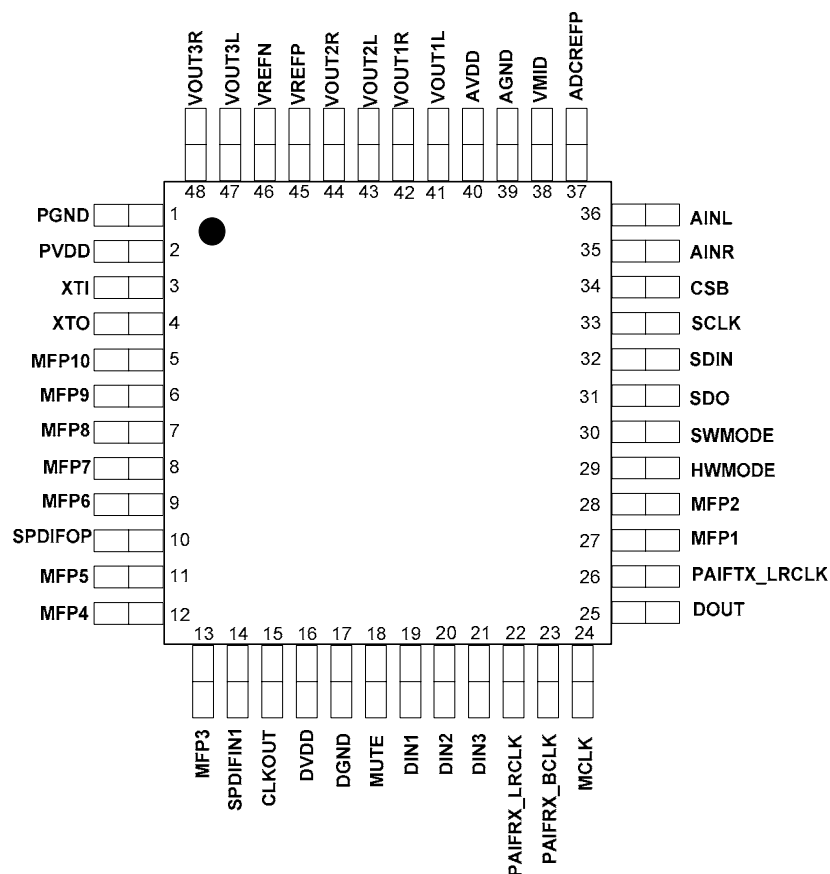 VOUT3R
VOUT3L
VREFN
VREFP
VOUT2R
VOUT2L
VOUT1R
VOUT1L
AVDD
AGND
VMID
ADCREFP
48 47 46 45 44 43 42 41 40 39 38 37
PGND 1
PVDD 2
XTI 3
XTO 4
MFP10 5
MFP9 6
MFP8 7
MFP7 8
MFP6 9
SPDIFOP 10
MFP5 11
MFP4 12
36 AINL
35 AINR
34 CSB
33 SCLK
32 SDIN
31 SDO
30 SWMODE
29 HWMODE
28 MFP2
27 MFP1
26 PAIFTX_LRCLK
25 DOUT
13 14 15 16 17 18 19 20 21 22 23 24
MFP3
SPDIFIN1
CLKOUT
DVDD
DGND
MUTE
DIN1
DIN2
DIN3
PAIFRX_LRCLK
PAIFRX_BCLK
MCLK